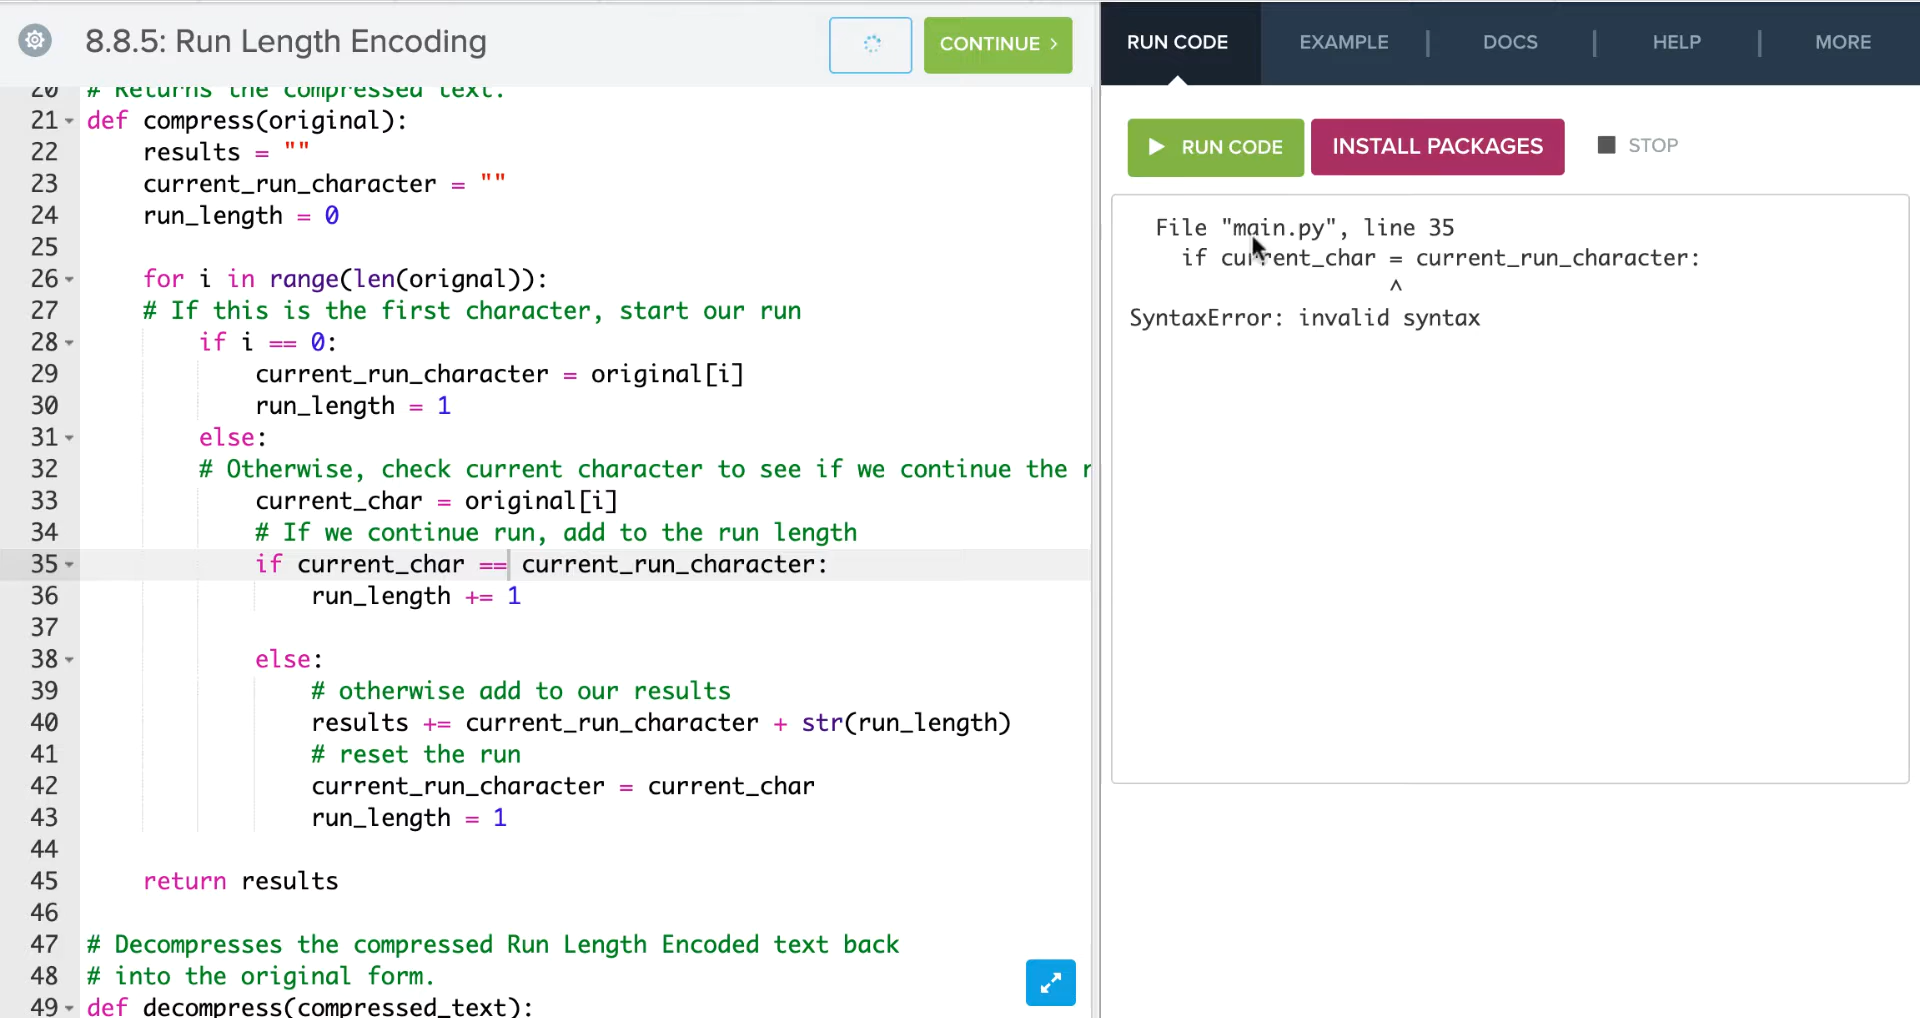 8.8.5: Run Length Encoding
CONTINUE >
20 # Returns the compressed text.
21 def compress(original):
22 results = ""
23 current_run_character = ""
24 run_length = 0
25
26 for i in range(len(orignal)):
27 # If this is the first character, start our run
28 if i == 0:
29 current_run_character = original[i]
30 run_length = 1
31 else:
32 # Otherwise, check current character to see if we continue the
33 current_char = original[i]
34 # If we continue run, add to the run length
35 if current_char == current_run_character:
36 run_length += 1
37
38 else:
39 # otherwise add to our results
40 results += current_run_character + str(run_length)
41 # reset the run
42 current_run_character = current_char
43 run_length = 1
44
45 return results
46
47 # Decompresses the compressed Run Length Encoded text back
48 # into the original form.
49 def decompress(compressed_text):
RUN CODE
EXAMPLE
DOCS
HELP
MORE
RUN CODE
INSTALL PACKAGES
STOP
File "main.py", line 35
if current_char = current_run_character:
^
SyntaxError: invalid syntax